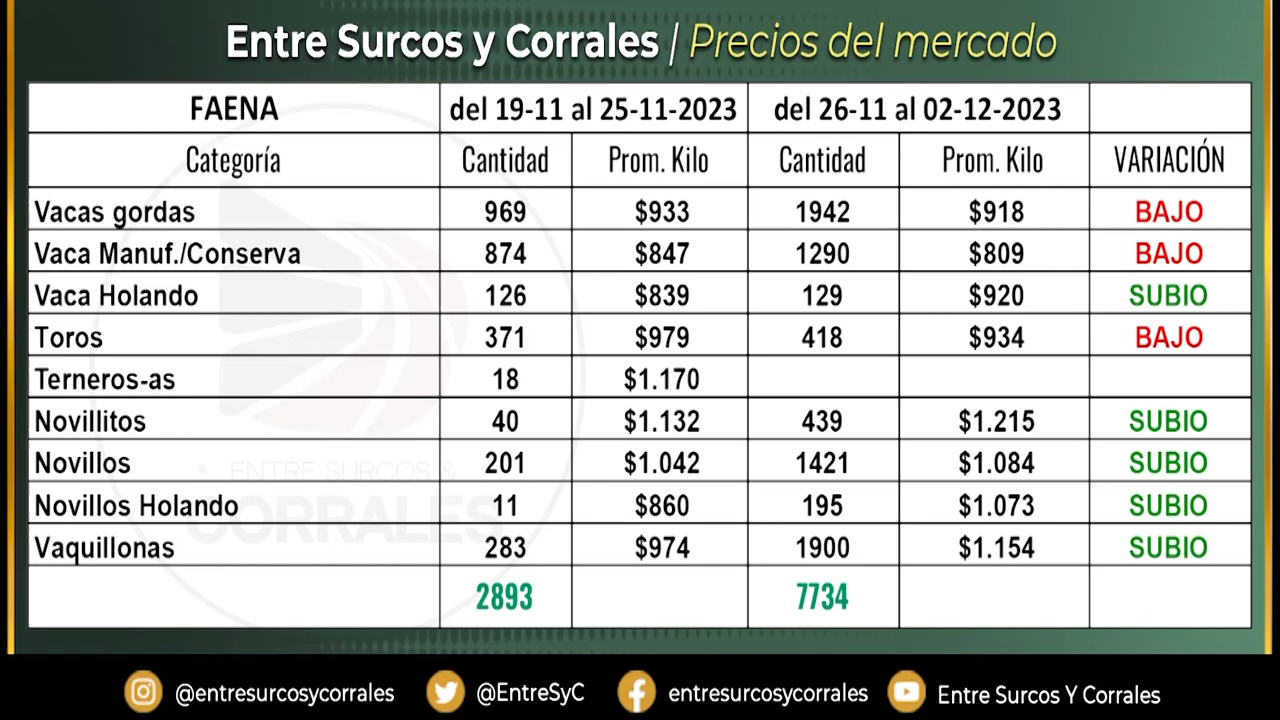 Entre Surcos y Corrales / Precios del mercado
FAENA del 19-11 al 25-11-2023 del 26-11 al 02-12-2023
Categoría Cantidad Prom. Kilo Cantidad Prom. Kilo VARIACIÓN
Vacas gordas 969 $933 1942 $918 BAJO
Vaca Manuf./Conserva 874 $847 1290 $809 BAJO
Vaca Holando 126 $839 129 $920 SUBIO
Toros 371 $979 418 $934 BAJO
Terneros-as 18 $1.170
Novillitos 40 $1.132 439 $1.215 SUBIO
Novillos 201 $1.042 1421 $1.084 SUBIO
Novillos Holando 11 $860 195 $1.073 SUBIO
Vaquillonas 283 $974 1900 $1.154 SUBIO
2893 7734
ENTRE SURCOS &
CORRALES
@entresurcosycorrales @EntreSyC entresurcosycorrales Entre Surcos Y Corrales